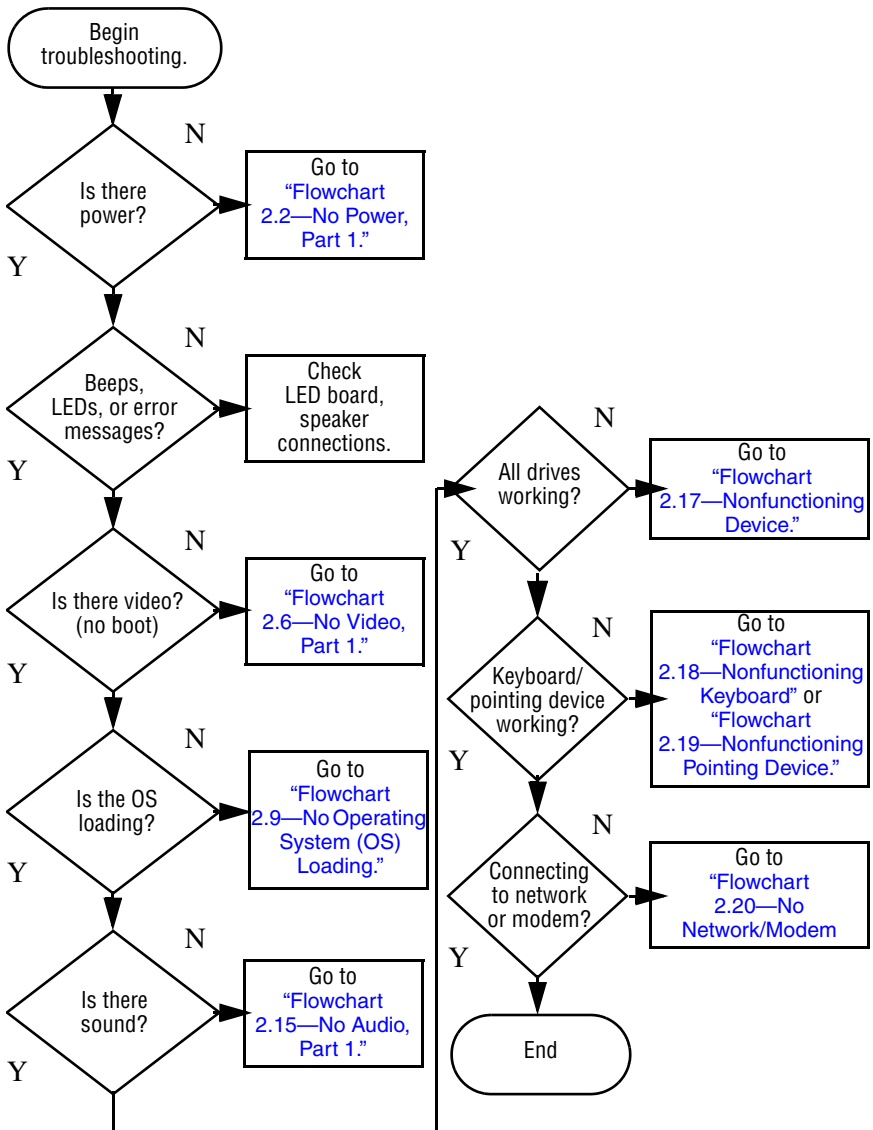 Begin
troubleshooting.
N
Is there
power?
Go to
“Flowchart
2.2—No Power,
Part 1.”
Y
N
Beeps,
LEDs, or error
messages?
Check
LED board,
speaker
connections.
Y
N
Is there video?
(no boot)
Go to
“Flowchart
2.6—No Video,
Part 1.”
Y
N
Is the OS
loading?
Go to
“Flowchart
2.9—No Operating
System (OS)
Loading.”
Y
N
Is there
sound?
Go to
“Flowchart
2.15—No Audio,
Part 1.”
Y
N
All drives
working?
Go to
“Flowchart
2.17—Nonfunctioning
Device.”
Y
N
Keyboard/
pointing device
working?
Go to
“Flowchart
2.18—Nonfunctioning
Keyboard” or
“Flowchart
2.19—Nonfunctioning
Pointing Device.”
Y
N
Connecting
to network
or modem?
Go to
“Flowchart
2.20—No
Network/Modem
Y
End